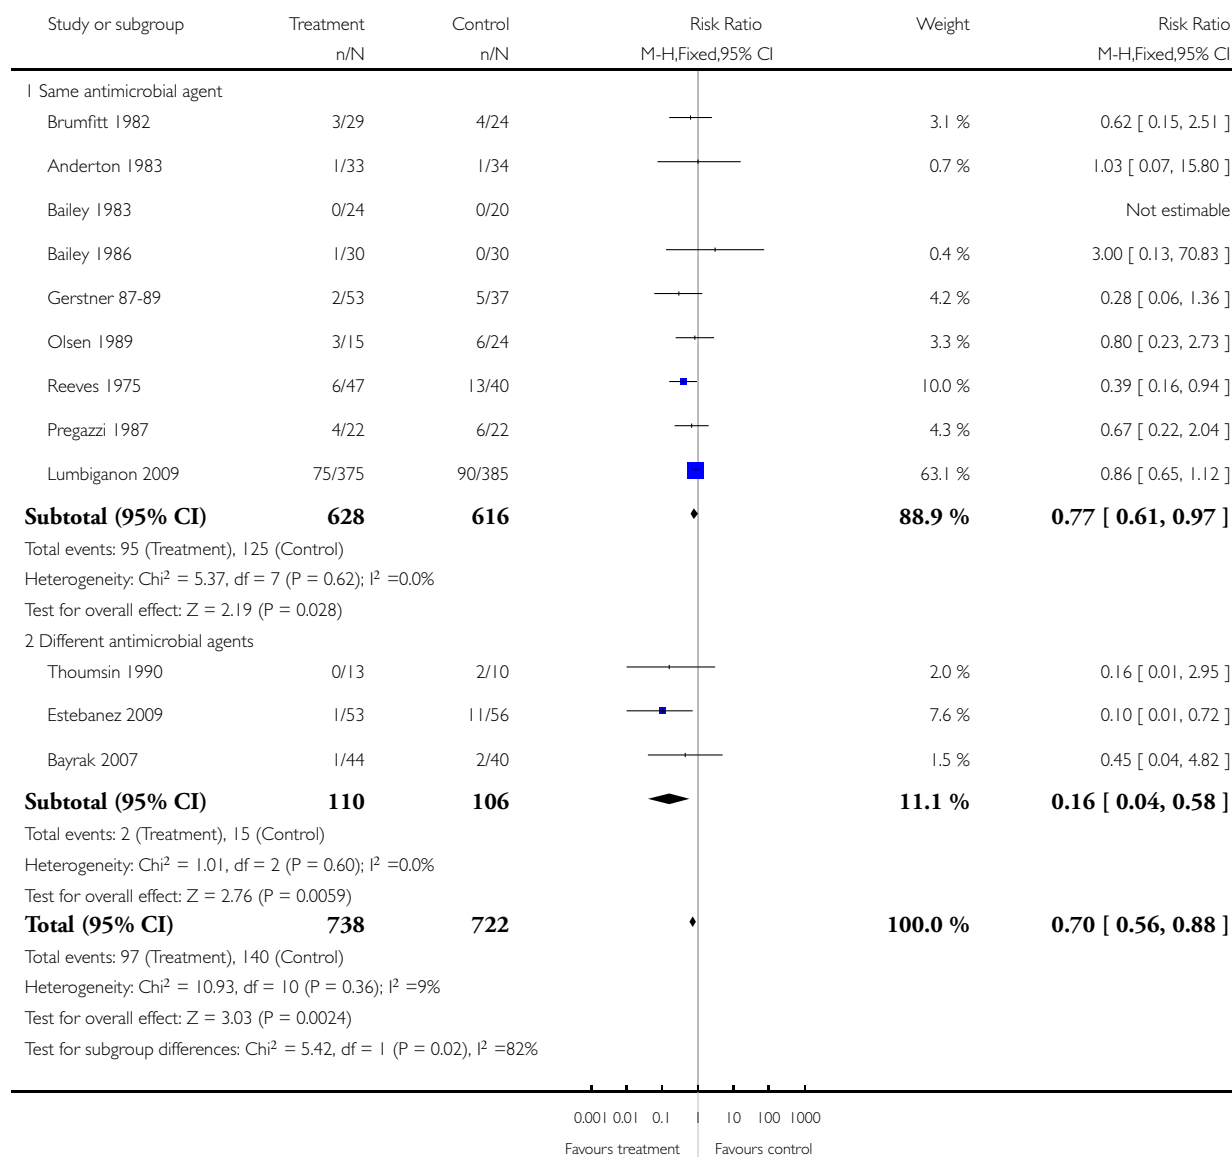 Study or subgroup Treatment Control Risk Ratio Weight Risk Ratio
n/N n/N M-H,Fixed,95% CI M-H,Fixed,95% CI
1 Same antimicrobial agent
Brumfitt 1982 3/29 4/24 3.1 % 0.62 [ 0.15, 2.51 ]
Anderton 1983 1/33 1/34 0.7 % 1.03 [ 0.07, 15.80 ]
Bailey 1983 0/24 0/20 Not estimable
Bailey 1986 1/30 0/30 0.4 % 3.00 [ 0.13, 70.83 ]
Gerstner 87-89 2/53 5/37 4.2 % 0.28 [ 0.06, 1.36 ]
Olsen 1989 3/15 6/24 3.3 % 0.80 [ 0.23, 2.73 ]
Reeves 1975 6/47 13/40 10.0 % 0.39 [ 0.16, 0.94 ]
Pregazzi 1987 4/22 6/22 4.3 % 0.67 [ 0.22, 2.04 ]
Lumbiganon 2009 75/375 90/385 63.1 % 0.86 [ 0.65, 1.12 ]
Subtotal (95% CI) 628 616 88.9 % 0.77 [ 0.61, 0.97 ]
Total events: 95 (Treatment), 125 (Control)
Heterogeneity: Chi² = 5.37, df = 7 (P = 0.62); I² =0.0%
Test for overall effect: Z = 2.19 (P = 0.028)
2 Different antimicrobial agents
Thoumsin 1990 0/13 2/10 2.0 % 0.16 [ 0.01, 2.95 ]
Estebanez 2009 1/53 11/56 7.6 % 0.10 [ 0.01, 0.72 ]
Bayrak 2007 1/44 2/40 1.5 % 0.45 [ 0.04, 4.82 ]
Subtotal (95% CI) 110 106 11.1 % 0.16 [ 0.04, 0.58 ]
Total events: 2 (Treatment), 15 (Control)
Heterogeneity: Chi² = 1.01, df = 2 (P = 0.60); I² =0.0%
Test for overall effect: Z = 2.76 (P = 0.0059)
Total (95% CI) 738 722 100.0 % 0.70 [ 0.56, 0.88 ]
Total events: 97 (Treatment), 140 (Control)
Heterogeneity: Chi² = 10.93, df = 10 (P = 0.36); I² =9%
Test for overall effect: Z = 3.03 (P = 0.0024)
Test for subgroup differences: Chi² = 5.42, df = 1 (P = 0.02), I² =82%
0.001 0.01 0.1 1 10 100 1000
Favours treatment Favours control